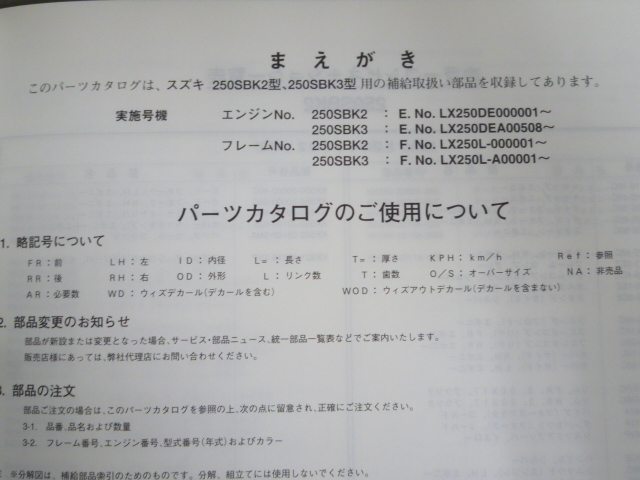 まえがき
このパーツカタログは、スズキ 250SBK2型、250SBK3型 用の補給取扱い部品を収録してあります。
実施号機 エンジンNo. 250SBK2 : E. No. LX250DE000001～
250SBK3 : E. No. LX250DEA00508～
フレームNo. 250SBK2 : F. No. LX250L-000001～
250SBK3 : F. No. LX250L-A00001～
パーツカタログのご使用について
1. 略記号について
FR：前 LH：左 ID：内径 L=：長さ T=：厚さ KPH：km/h Ref：参照
RR：後 RH：右 OD：外形 L：リンク数 T：歯数 O/S：オーバーサイズ NA：非売品
AR：必要数 WD：ウィズデカール(デカールを含む) WOD：ウィズアウトデカール(デカールを含まない)
2. 部品変更のお知らせ
部品が新設または変更となった場合、サービス・部品ニュース、統一部品一覧表などでご案内いたします。
販売店様にあっては、弊社代理店にお問い合わせください。
3. 部品の注文
部品ご注文の場合は、このパーツカタログを参照の上、次の点に留意され、正確にご注文ください。
3-1. 品番、品名および数量
3-2. フレーム番号、エンジン番号、型式番号(年式)およびカラー
※分解図は、補給部品索引のためのものです。分解、組立てには使用しないでください。